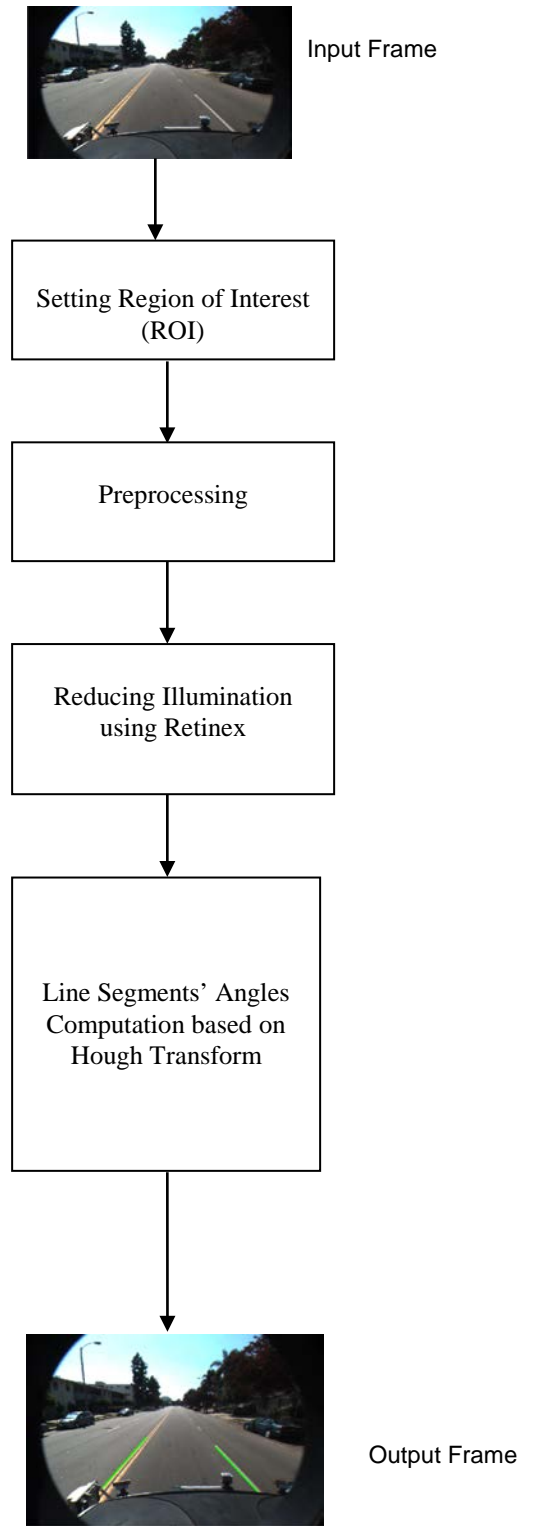 Input Frame
Setting Region of Interest
(ROI)
Preprocessing
Reducing Illumination
using Retinex
Line Segments’ Angles
Computation based on
Hough Transform
Output Frame